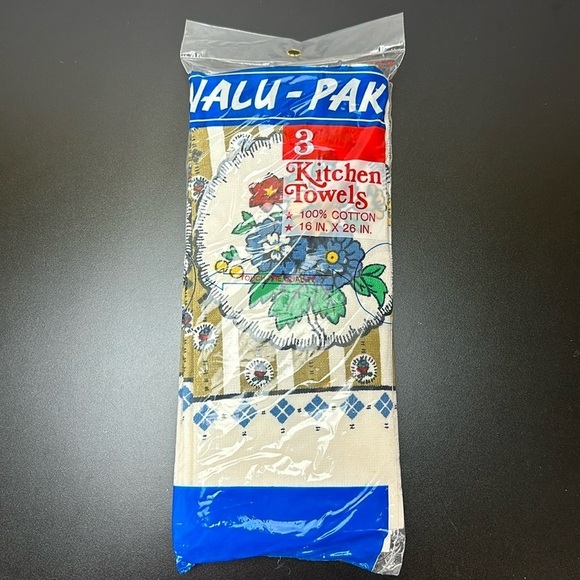 VALU-PAK
3
Kitchen
Towels
★ 100% COTTON
★ 16 IN. X 26 IN.